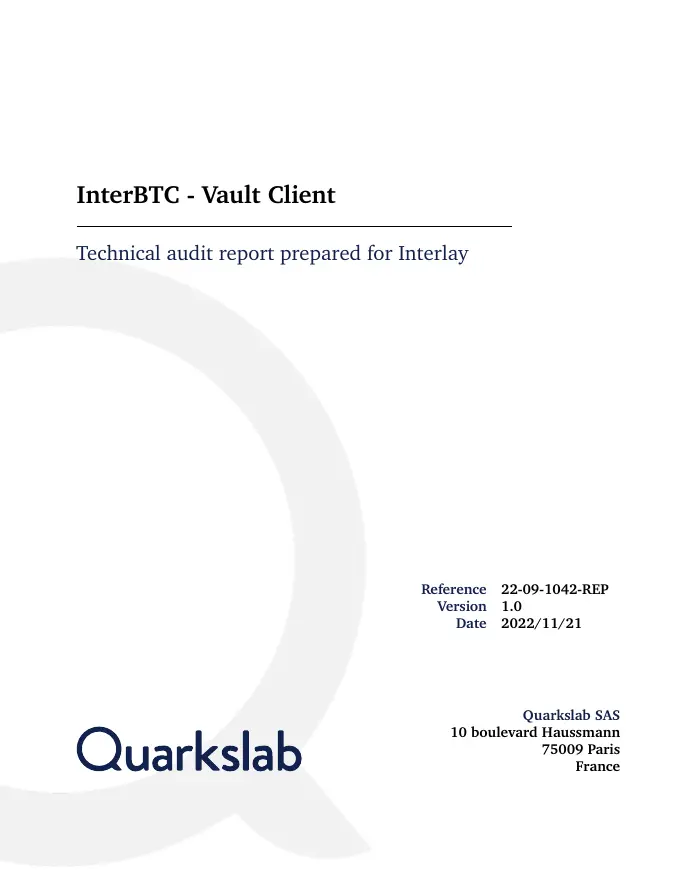 InterBTC - Vault Client
Technical audit report prepared for Interlay
Reference 22-09-1042-REP
Version 1.0
Date 2022/11/21
Quarkslab
Quarkslab SAS
10 boulevard Haussmann
75009 Paris
France